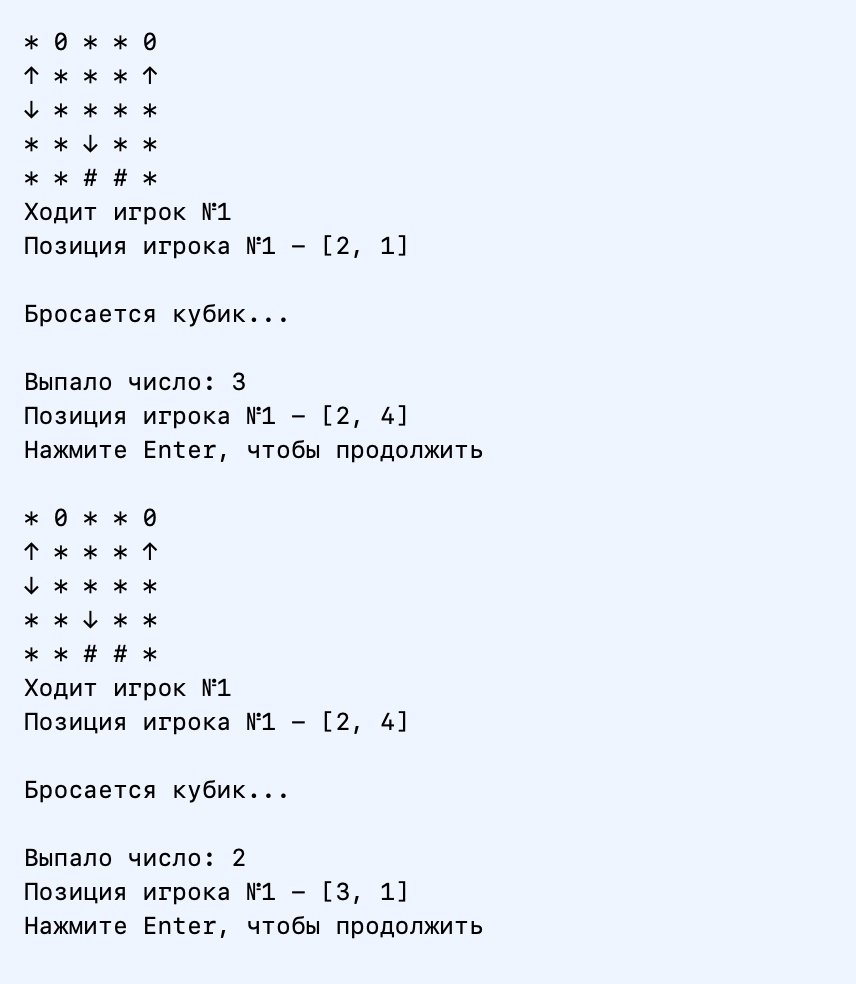 * 0 * * 0
↑ * * * ↑
↓ * * * *
* * ↓ * *
* * # # *
Ходит игрок №1
Позиция игрока №1 – [2, 1]
Бросается кубик...
Выпало число: 3
Позиция игрока №1 – [2, 4]
Нажмите Enter, чтобы продолжить
* 0 * * 0
↑ * * * ↑
↓ * * * *
* * ↓ * *
* * # # *
Ходит игрок №1
Позиция игрока №1 – [2, 4]
Бросается кубик...
Выпало число: 2
Позиция игрока №1 – [3, 1]
Нажмите Enter, чтобы продолжить